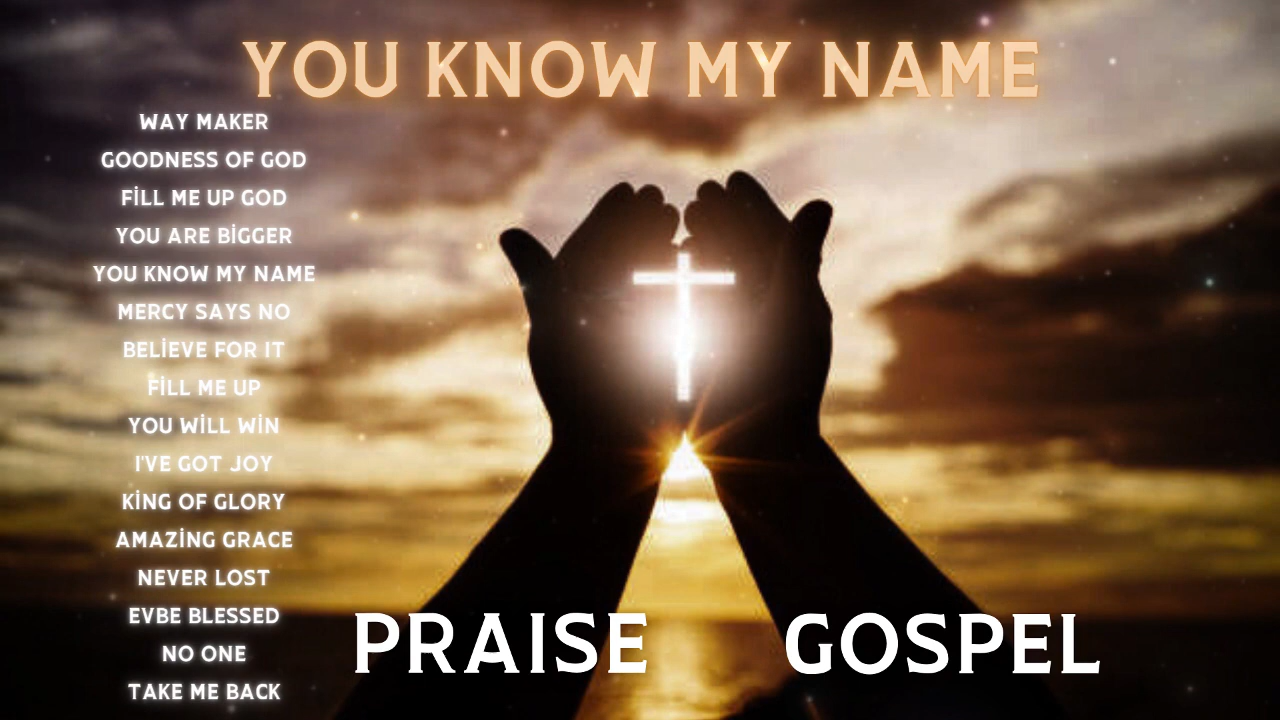 YOU KNOW MY NAME
WAY MAKER
GOODNESS OF GOD
FİLL ME UP GOD
YOU ARE BİGGER
YOU KNOW MY NAME
MERCY SAYS NO
BELİEVE FOR IT
FİLL ME UP
YOU WİLL WİN
I'VE GOT JOY
KİNG OF GLORY
AMAZİNG GRACE
NEVER LOST
EVBE BLESSED
NO ONE
TAKE ME BACK
PRAISE GOSPEL